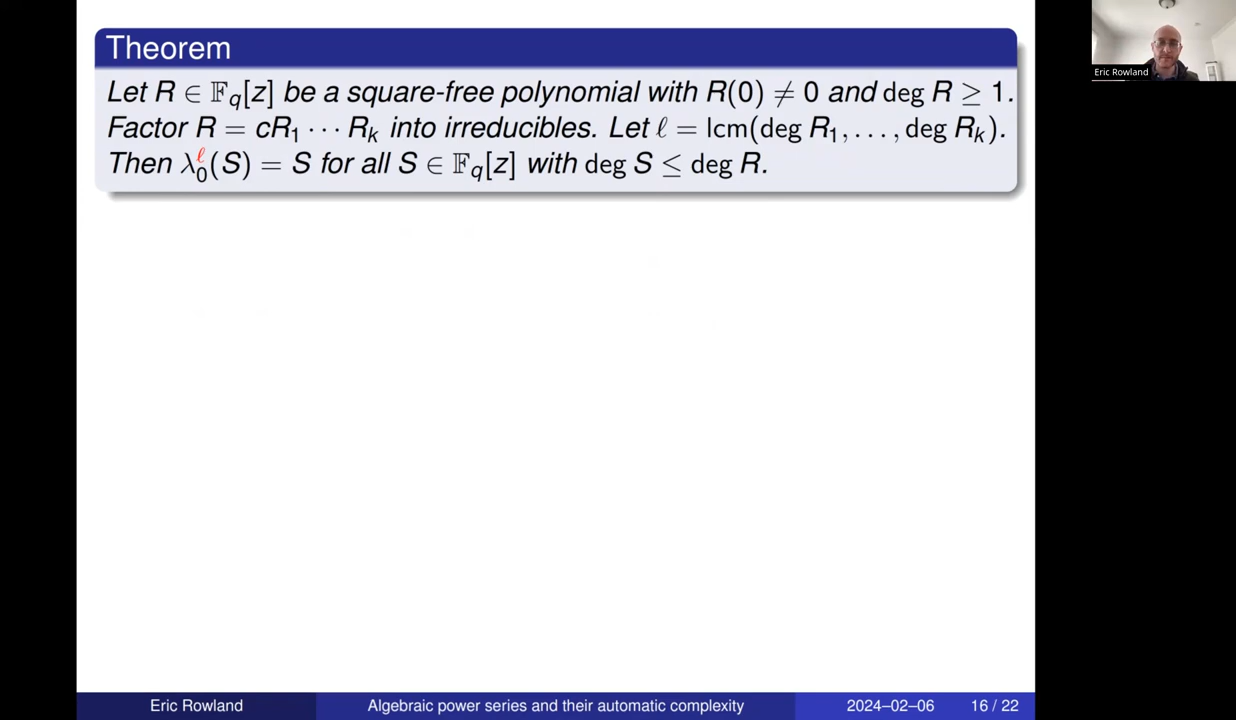 Theorem
Let R ∈ 𝔽_q[z] be a square-free polynomial with R(0) ≠ 0 and deg R ≥ 1.
Factor R = cR_1 ⋯ R_k into irreducibles. Let ℓ = lcm(deg R_1, …, deg R_k).
Then λ_0^ℓ(S) = S for all S ∈ 𝔽_q[z] with deg S ≤ deg R.
Eric Rowland
Eric Rowland
Algebraic power series and their automatic complexity
2024–02–06
16 / 22